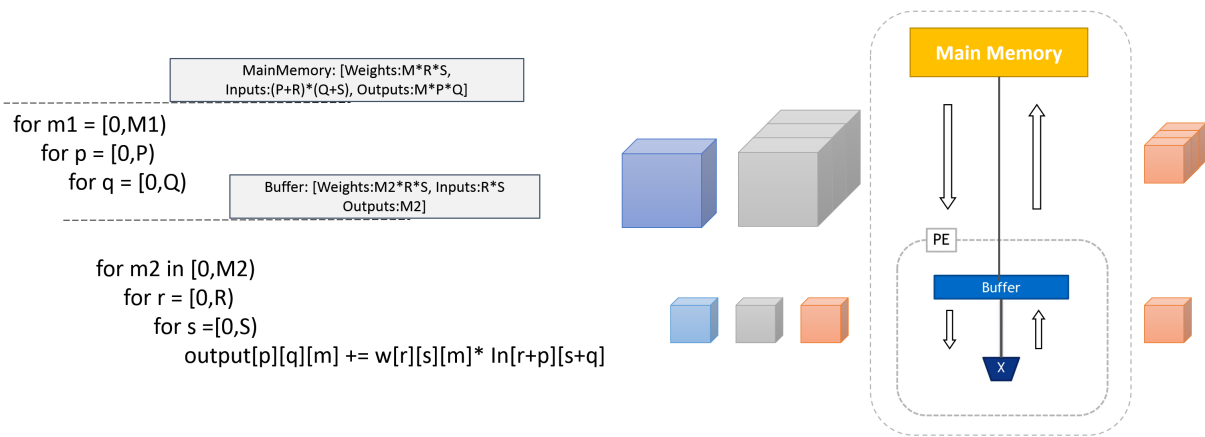 MainMemory: [Weights:M*R*S,
Inputs:(P+R)*(Q+S), Outputs:M*P*Q]
for m1 = [0,M1)
for p = [0,P)
for q = [0,Q)
Buffer: [Weights:M2*R*S, Inputs:R*S
Outputs:M2]
for m2 in [0,M2)
for r = [0,R)
for s =[0,S)
output[p][q][m] += w[r][s][m]* In[r+p][s+q]
Main Memory
PE
Buffer
X